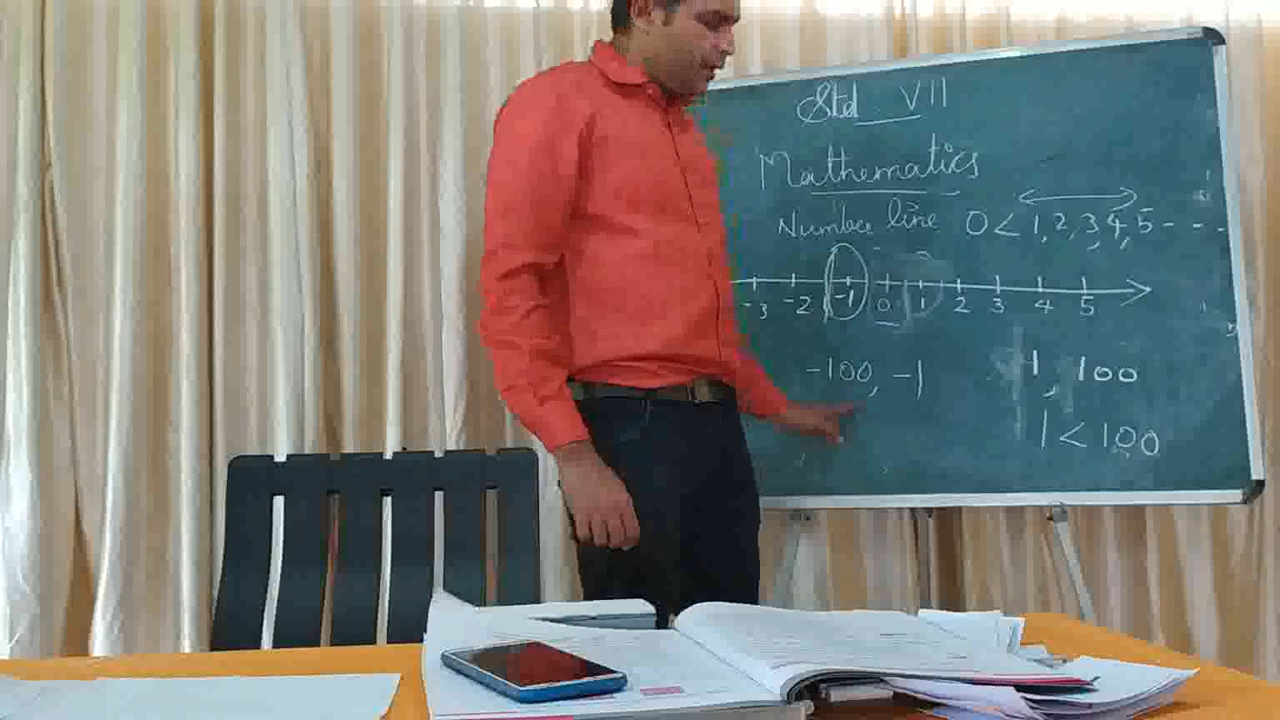 Std VII
Mathematics
Number line 0 < 1, 2, 3, 4, 5 - - -
-3 -2 -1 0 1 2 3 4 5
-100, -1 1, 100
1 < 100